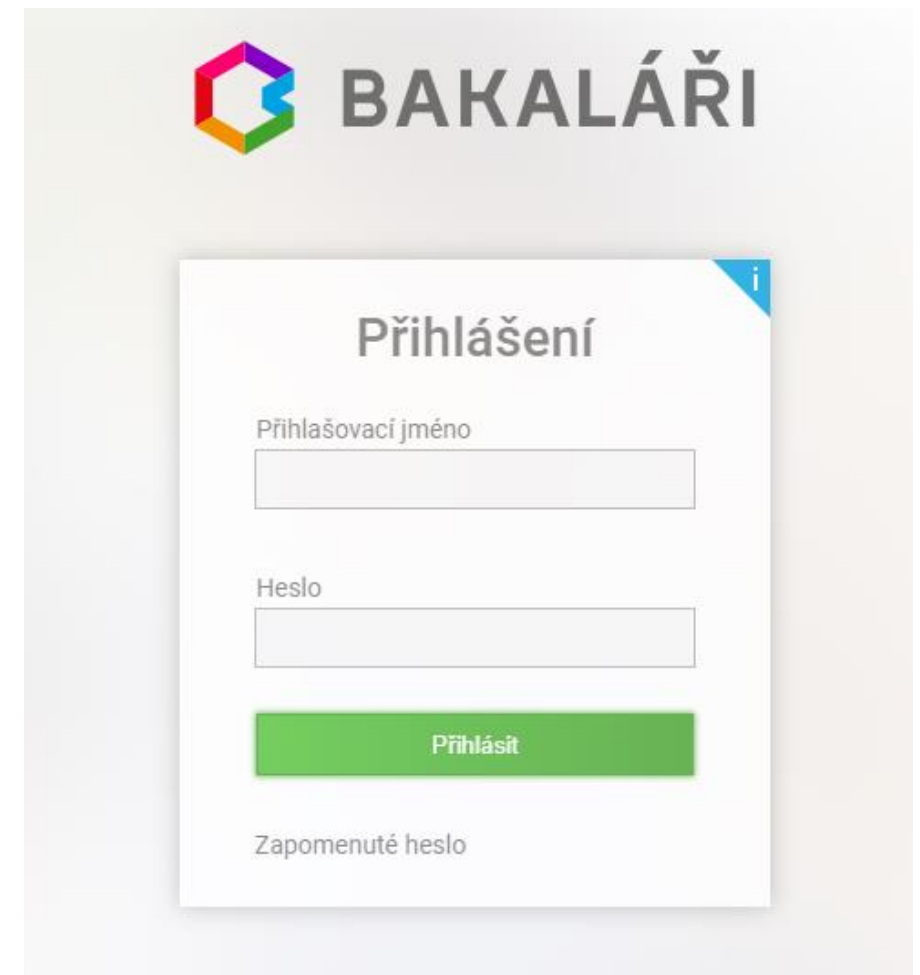 BAKALÁŘI
i
Přihlášení
Přihlašovací jméno
Heslo
Přihlásit
Zapomenuté heslo